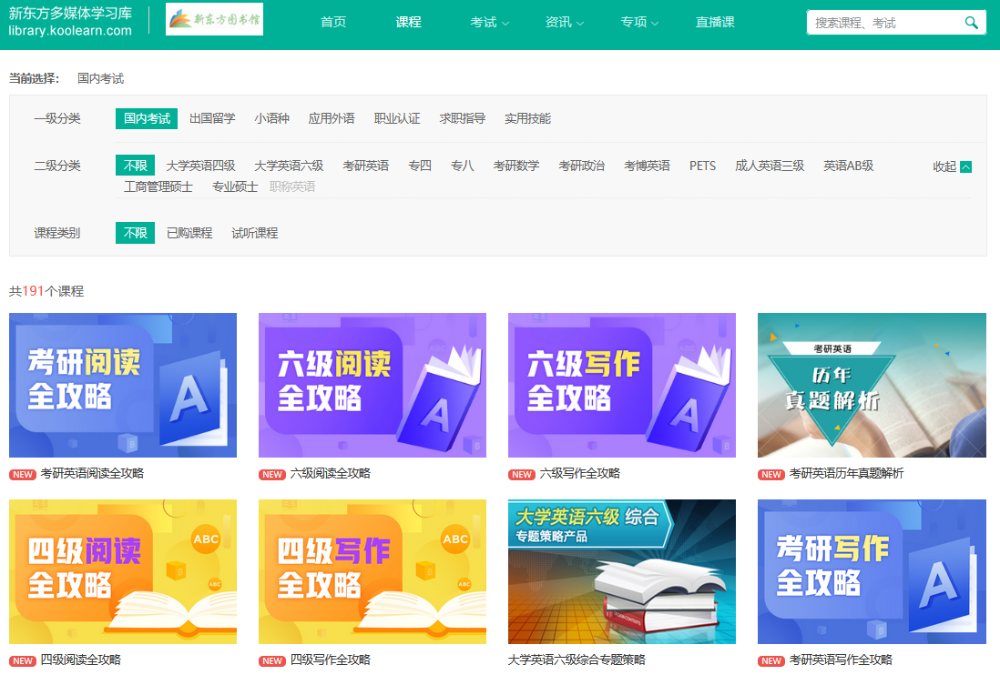 新东方多媒体学习库
library.koolearn.com
新东方图书馆
首页 课程 考试 资讯 专项 直播课
搜索课程、考试
当前选择： 国内考试
一级分类 国内考试 出国留学 小语种 应用外语 职业认证 求职指导 实用技能
二级分类 不限 大学英语四级 大学英语六级 考研英语 专四 专八 考研数学 考研政治 考博英语 PETS 成人英语三级 英语AB级 收起
工商管理硕士 专业硕士 职称英语
课程类别 不限 已购课程 试听课程
共191个课程
考研阅读
全攻略
A
B
六级阅读
全攻略
ABC
A
B
六级写作
全攻略
ABC
A
B
考研英语
历年
真题解析
NEW 考研英语阅读全攻略
NEW 六级阅读全攻略
NEW 六级写作全攻略
NEW 考研英语历年真题解析
四级阅读
全攻略
ABC
B
ABC
四级写作
全攻略
ABC
B
ABC
大学英语六级 综合
专题策略产品
考研写作
全攻略
A
B
NEW 四级阅读全攻略
NEW 四级写作全攻略
大学英语六级综合专题策略
NEW 考研英语写作全攻略